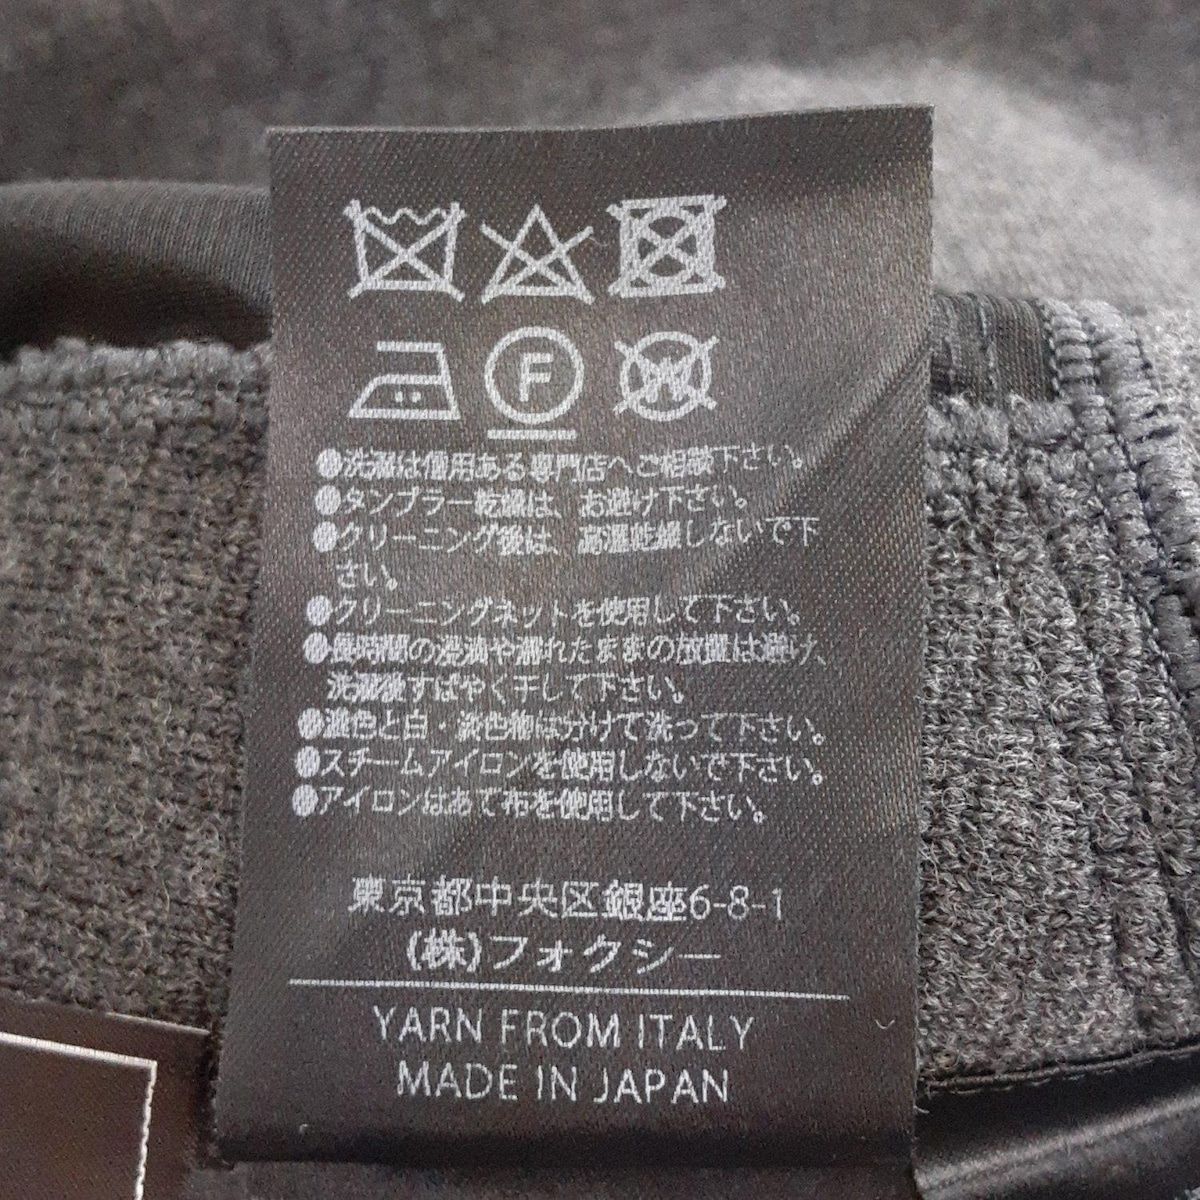 F
W
●洗濯は信用ある専門店へご相談下さい。
●タンブラー乾燥は、お避け下さい。
●クリーニング後は、高温乾燥しないで下
さい。
●クリーニングネットを使用して下さい。
●長時間の浸漬や濡れたままの放置は避け、
洗濯後すばやく干して下さい。
●濃色と白・淡色物は分けて洗って下さい。
●スチームアイロンを使用しないで下さい。
●アイロンはあて布を使用して下さい。
東京都中央区銀座6-8-1
(株)フォクシー
YARN FROM ITALY
MADE IN JAPAN